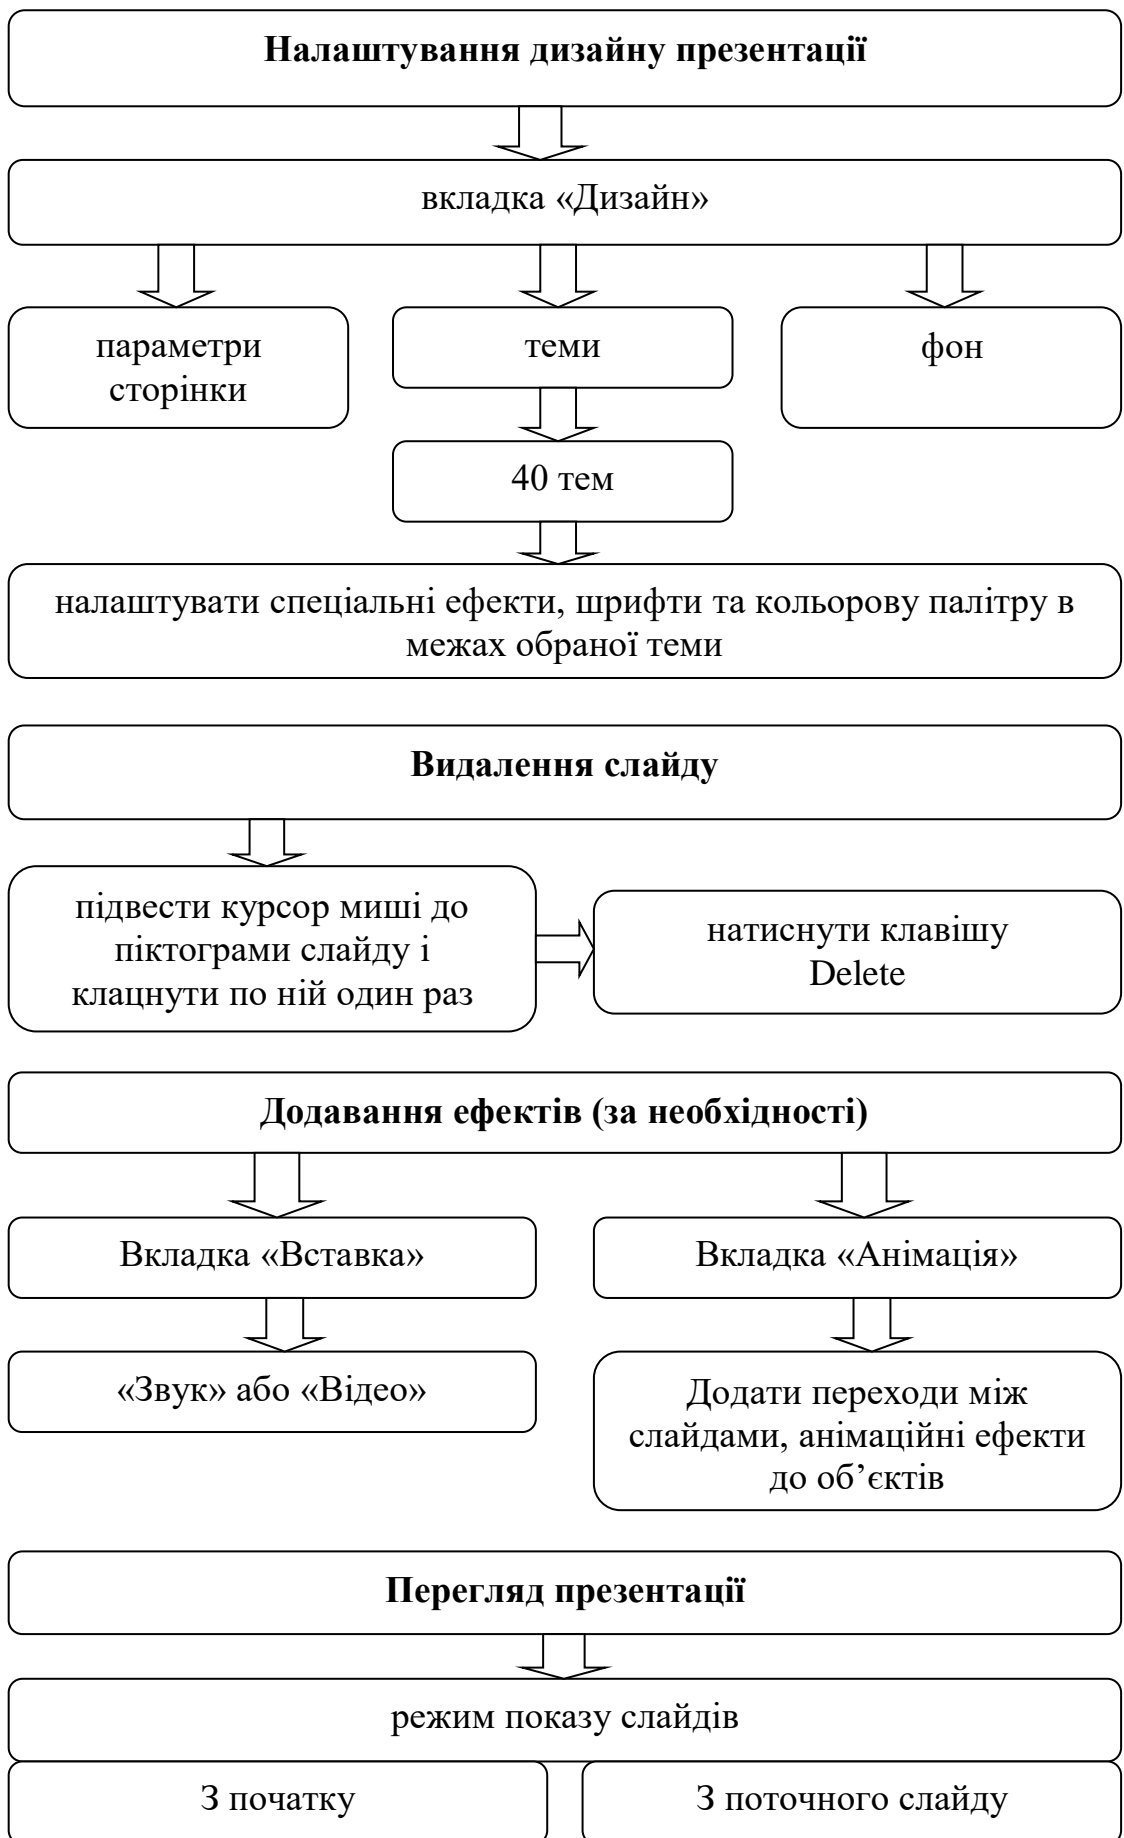 Налаштування дизайну презентації
вкладка «Дизайн»
параметри
сторінки
теми
фон
40 тем
налаштувати спеціальні ефекти, шрифти та кольорову палітру в
межах обраної теми
Видалення слайду
підвести курсор миші до
піктограми слайду і
клацнути по ній один раз
натиснути клавішу
Delete
Додавання ефектів (за необхідності)
Вкладка «Вставка»
Вкладка «Анімація»
«Звук» або «Відео»
Додати переходи між
слайдами, анімаційні ефекти
до об’єктів
Перегляд презентації
режим показу слайдів
З початку
З поточного слайду